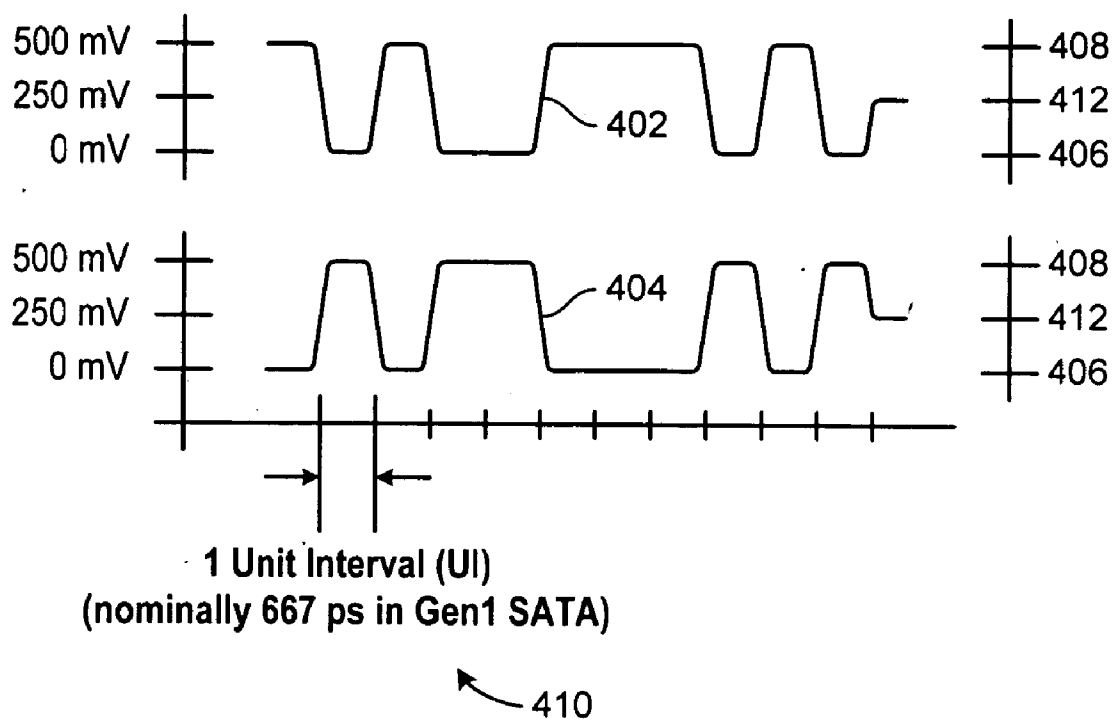 500 mV
408
250 mV
402
412
0 mV
406
500 mV
408
250 mV
404
412
0 mV
406
1 Unit Interval (UI)
(nominally 667 ps in Gen1 SATA)
410